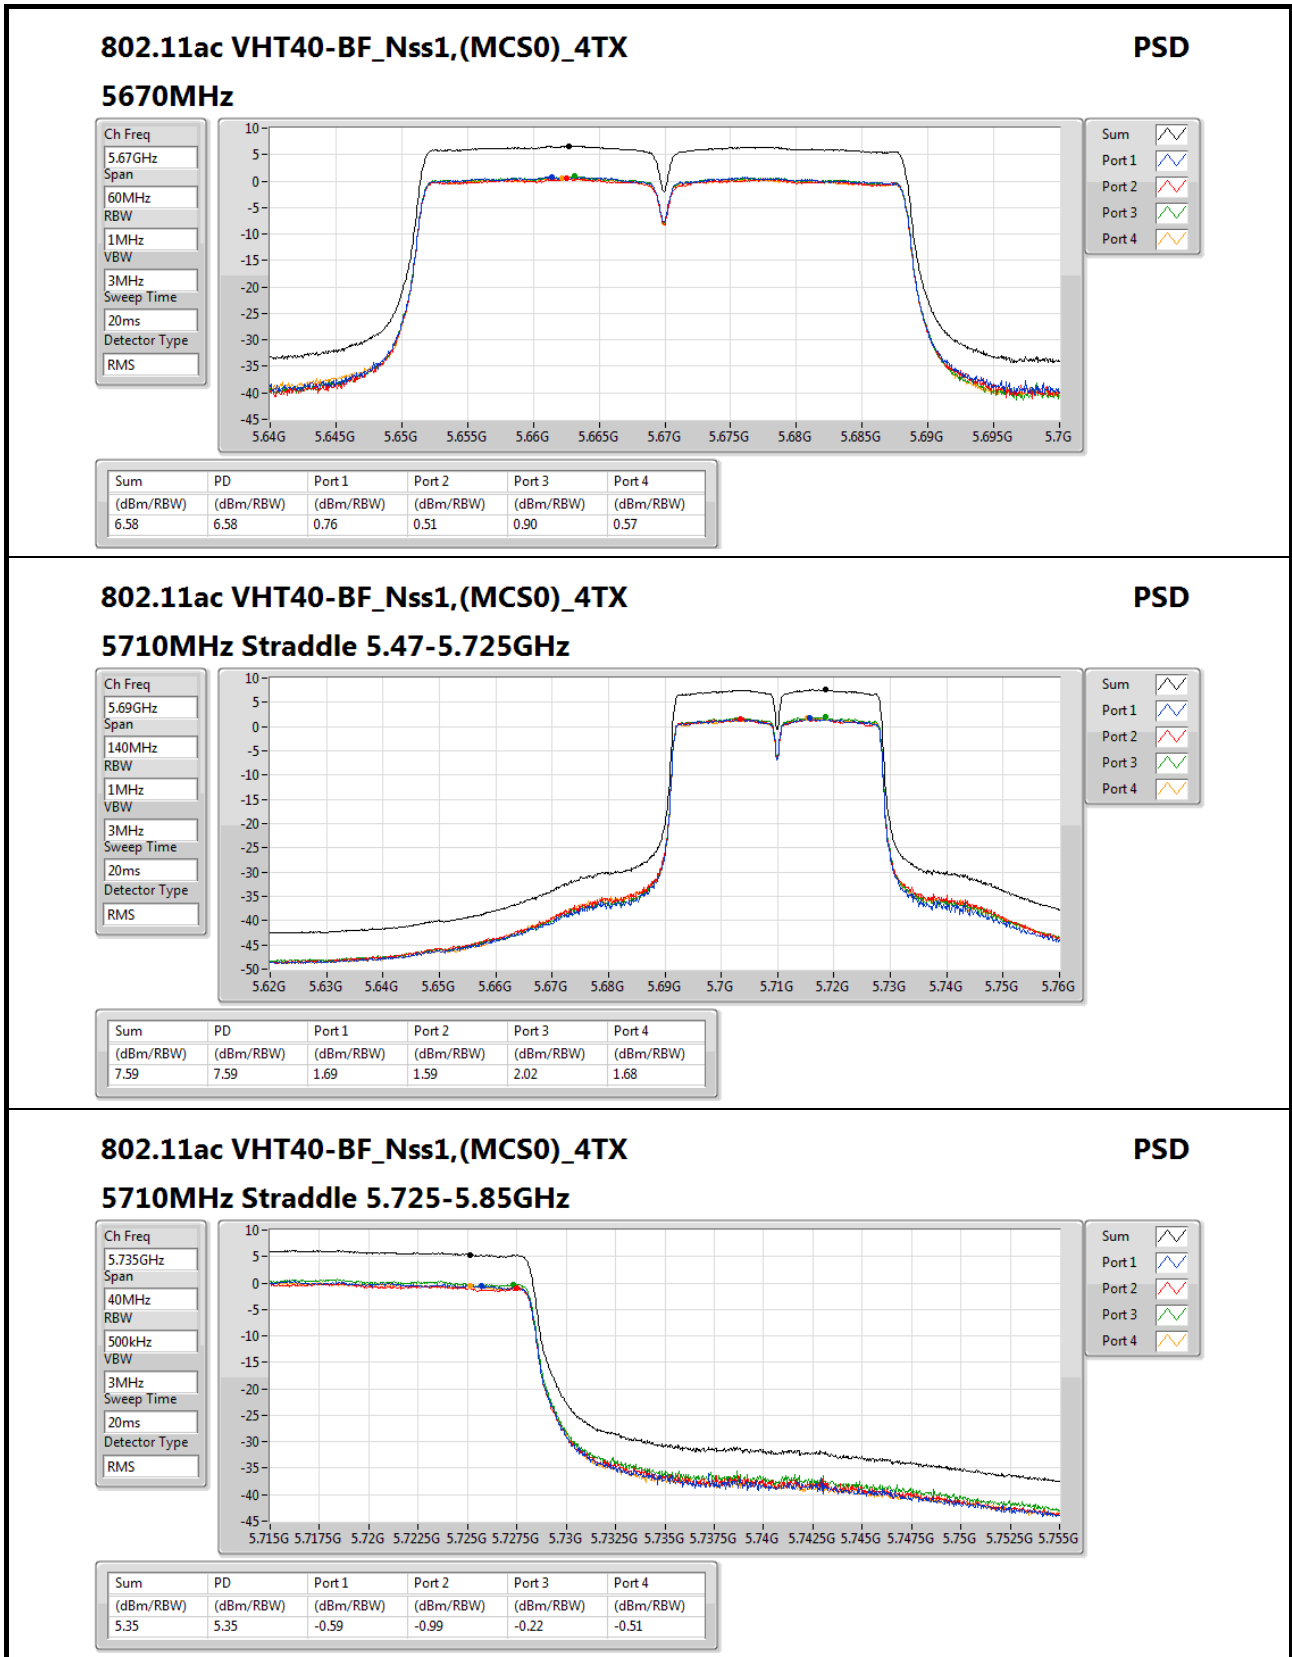 802.11ac VHT40-BF_Nss1,(MCS0)_4TX PSD
5670MHz
Ch Freq
5.67GHz
Span
60MHz
RBW
1MHz
VBW
3MHz
Sweep Time
20ms
Detector Type
RMS
10
5
0
-5
-10
-15
-20
-25
-30
-35
-40
-45
5.64G 5.645G 5.65G 5.655G 5.66G 5.665G 5.67G 5.675G 5.68G 5.685G 5.69G 5.695G 5.7G
Sum
Port 1
Port 2
Port 3
Port 4
Sum PD Port 1 Port 2 Port 3 Port 4
(dBm/RBW) (dBm/RBW) (dBm/RBW) (dBm/RBW) (dBm/RBW) (dBm/RBW)
6.58 6.58 0.76 0.51 0.90 0.57
802.11ac VHT40-BF_Nss1,(MCS0)_4TX PSD
5710MHz Straddle 5.47-5.725GHz
Ch Freq
5.69GHz
Span
140MHz
RBW
1MHz
VBW
3MHz
Sweep Time
20ms
Detector Type
RMS
10
5
0
-5
-10
-15
-20
-25
-30
-35
-40
-45
-50
5.62G 5.63G 5.64G 5.65G 5.66G 5.67G 5.68G 5.69G 5.7G 5.71G 5.72G 5.73G 5.74G 5.75G 5.76G
Sum
Port 1
Port 2
Port 3
Port 4
Sum PD Port 1 Port 2 Port 3 Port 4
(dBm/RBW) (dBm/RBW) (dBm/RBW) (dBm/RBW) (dBm/RBW) (dBm/RBW)
7.59 7.59 1.69 1.59 2.02 1.68
802.11ac VHT40-BF_Nss1,(MCS0)_4TX PSD
5710MHz Straddle 5.725-5.85GHz
Ch Freq
5.735GHz
Span
40MHz
RBW
500kHz
VBW
3MHz
Sweep Time
20ms
Detector Type
RMS
10
5
0
-5
-10
-15
-20
-25
-30
-35
-40
-45
5.715G 5.7175G 5.72G 5.7225G 5.725G 5.7275G 5.73G 5.7325G 5.735G 5.7375G 5.74G 5.7425G 5.745G 5.7475G 5.75G 5.7525G 5.755G
Sum
Port 1
Port 2
Port 3
Port 4
Sum PD Port 1 Port 2 Port 3 Port 4
(dBm/RBW) (dBm/RBW) (dBm/RBW) (dBm/RBW) (dBm/RBW) (dBm/RBW)
5.35 5.35 -0.59 -0.99 -0.22 -0.51